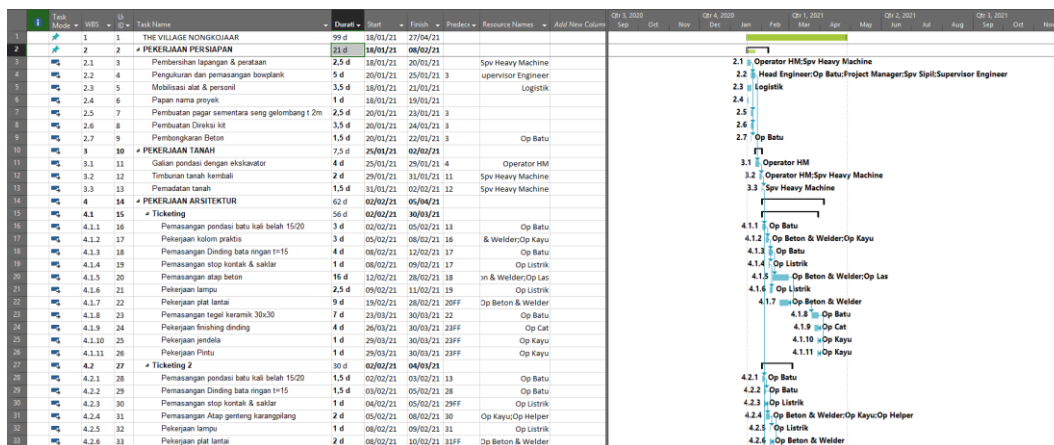 Qtr 3, 2020 Qtr 4, 2020 Qtr 1, 2021 Qtr 2, 2021 Qtr 3, 2021
Task Mode WBS ID Task Name Durati Start Finish Predece Resource Names Add New Column Sep Oct Nov Dec Jan Feb Mar Apr May Jun Jul Aug Sep Oct Nov
1 1 1 THE VILLAGE NONGKOJAAR 99 d 18/01/21 27/04/21
2 2 2 PEKERJAAN PERSIAPAN 21 d 18/01/21 08/02/21
3 2.1 3 Pembersihan lapangan & perataan 2,5 d 18/01/21 20/01/21 Spv Heavy Machine 2.1 Operator HM;Spv Heavy Machine
4 2.2 4 Pengukuran dan pemasangan bowplank 5 d 20/01/21 25/01/21 3 upervisor Engineer 2.2 Head Engineer;Op Batu;Project Manager;Spv Sipil;Supervisor Engineer
5 2.3 5 Mobilisasi alat & personil 3,5 d 18/01/21 21/01/21 Logistik 2.3 Logistik
6 2.4 6 Papan nama proyek 1 d 18/01/21 19/01/21 2.4
7 2.5 7 Pembuatan pagar sementara seng gelombang t 2m 2,5 d 20/01/21 23/01/21 3 2.5
8 2.6 8 Pembuatan Direksi kit 3,5 d 20/01/21 24/01/21 3 2.6
9 2.7 9 Pembongkaran Beton 1,5 d 20/01/21 22/01/21 3 Op Batu 2.7 Op Batu
10 3 10 PEKERJAAN TANAH 7,5 d 25/01/21 02/02/21
11 3.1 11 Galian pondasi dengan ekskavator 4 d 25/01/21 29/01/21 4 Operator HM 3.1 Operator HM
12 3.2 12 Timbunan tanah kembali 2 d 29/01/21 31/01/21 11 Spv Heavy Machine 3.2 Operator HM;Spv Heavy Machine
13 3.3 13 Pemadatan tanah 1,5 d 31/01/21 02/02/21 12 Spv Heavy Machine 3.3 Spv Heavy Machine
14 4 14 PEKERJAAN ARSITEKTUR 62 d 02/02/21 05/04/21
15 4.1 15 Ticketing 56 d 02/02/21 30/03/21
16 4.1.1 16 Pemasangan pondasi batu kali belah 15/20 3 d 02/02/21 05/02/21 13 Op Batu 4.1.1 Op Batu
17 4.1.2 17 Pekerjaan kolom praktis 3 d 05/02/21 08/02/21 16 & Welder;Op Kayu 4.1.2 Op Beton & Welder;Op Kayu
18 4.1.3 18 Pemasangan Dinding bata ringan t=15 4 d 08/02/21 12/02/21 17 Op Batu 4.1.3 Op Batu
19 4.1.4 19 Pemasangan stop kontak & saklar 1 d 08/02/21 09/02/21 17 Op Listrik 4.1.4 Op Listrik
20 4.1.5 20 Pemasangan atap beton 16 d 12/02/21 28/02/21 18 on & Welder;Op Las 4.1.5 Op Beton & Welder;Op Las
21 4.1.6 21 Pekerjaan lampu 2,5 d 09/02/21 11/02/21 19 Op Listrik 4.1.6 Op Listrik
22 4.1.7 22 Pekerjaan plat lantai 9 d 19/02/21 28/02/21 20FF Op Beton & Welder 4.1.7 Op Beton & Welder
23 4.1.8 23 Pemasangan tegel keramik 30x30 7 d 23/03/21 30/03/21 22 Op Batu 4.1.8 Op Batu
24 4.1.9 24 Pekerjaan finishing dinding 4 d 26/03/21 30/03/21 23FF Op Cat 4.1.9 Op Cat
25 4.1.10 25 Pekerjaan jendela 1 d 29/03/21 30/03/21 23FF Op Kayu 4.1.10 Op Kayu
26 4.1.11 26 Pekerjaan Pintu 1 d 29/03/21 30/03/21 23FF Op Kayu 4.1.11 Op Kayu
27 4.2 27 Ticketing 2 30 d 02/02/21 04/03/21
28 4.2.1 28 Pemasangan pondasi batu kali belah 15/20 1,5 d 02/02/21 03/02/21 13 Op Batu 4.2.1 Op Batu
29 4.2.2 29 Pemasangan Dinding bata ringan t=15 1,5 d 03/02/21 05/02/21 28 Op Batu 4.2.2 Op Batu
30 4.2.3 30 Pemasangan stop kontak & saklar 1 d 04/02/21 05/02/21 29FF Op Listrik 4.2.3 Op Listrik
31 4.2.4 31 Pemasangan Atap genteng karangpilang 2 d 05/02/21 08/02/21 30 Op Kayu;Op Helper 4.2.4 Op Beton & Welder;Op Kayu;Op Helper
32 4.2.5 32 Pekerjaan lampu 1 d 08/02/21 09/02/21 31 Op Listrik 4.2.5 Op Listrik
33 4.2.6 33 Pekerjaan plat lantai 2 d 08/02/21 10/02/21 31FF Op Beton & Welder 4.2.6 Op Beton & Welder